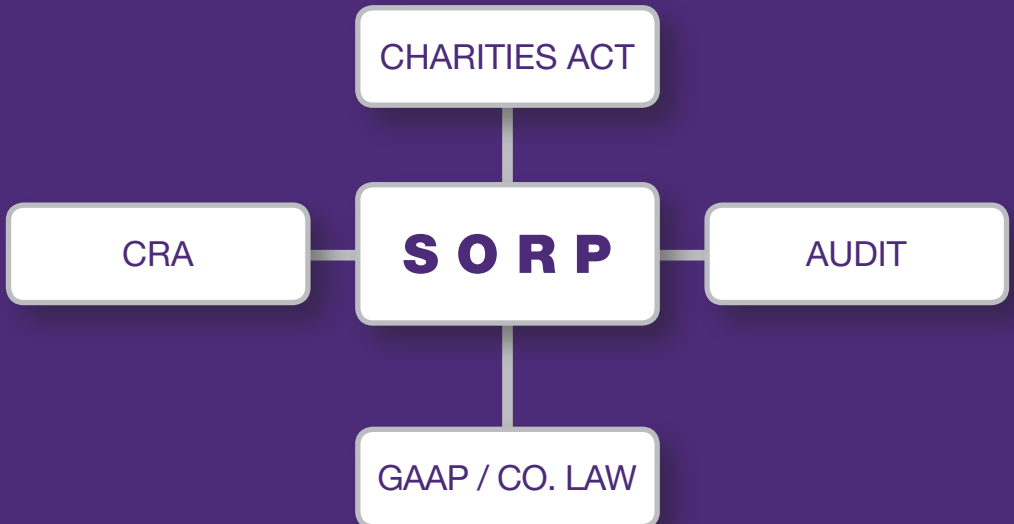 CHARITIES ACT
CRA
S O R P
AUDIT
GAAP / CO. LAW